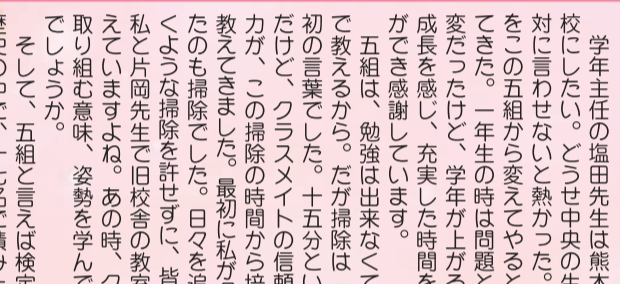 学年主任の塩田先生は熊本
校にしたい。どうせ中央の生
対に言わせないと熱かった。
をこの五組から変えてやると
てきた。一年生の時は問題と
変だったけど、学年が上がる
成長を感じ、充実した時間を
ができ感謝しています。
五組は、勉強は出来なくて
で教えるから。だが掃除は
初の言葉でした。十五分とい
だけど、クラスメイトの信頼
力が、この掃除の時間から培
教えてきました。最初に私が
たのも掃除でした。日々を追
くような掃除を許せずに、皆
私と片岡先生で旧校舎の教室
えていますよね。あの時、ク
取り組む意味、姿勢を学んで
でしょうか。
そして、五組と言えば検定